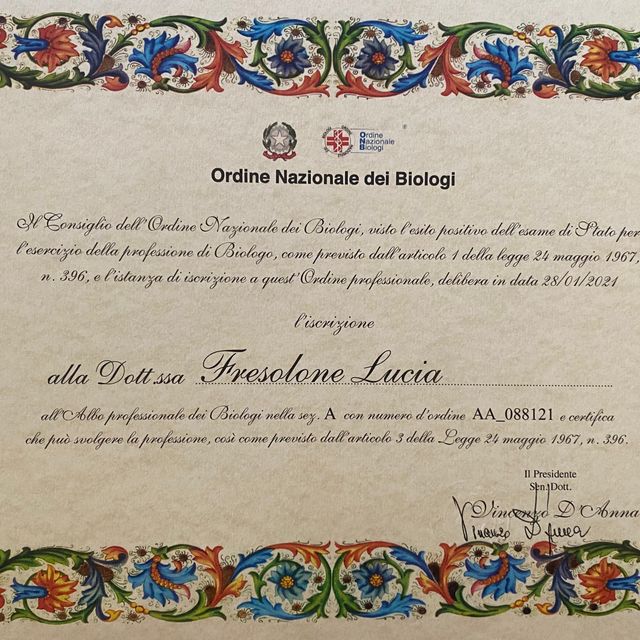 Ordine
Nazionale
Biologi
Ordine Nazionale dei Biologi
Il Consiglio dell'Ordine Nazionale dei Biologi, visto l'esito positivo dell'esame di Stato per
l'esercizio della professione di Biologo, come previsto dall'articolo 1 della legge 24 maggio 1967,
n. 396, e l'istanza di iscrizione a quest'Ordine professionale, delibera in data 28/01/2021
l'iscrizione
alla Dott.ssa Fresolone Lucia
all'Albo professionale dei Biologi nella sez. A con numero d'ordine AA_088121 e certifica
che può svolgere la professione, così come previsto dall'articolo 3 della Legge 24 maggio 1967, n. 396.
Il Presidente
Sen. Dott.
Vincenzo D'Anna
Vincenzo D'Anna